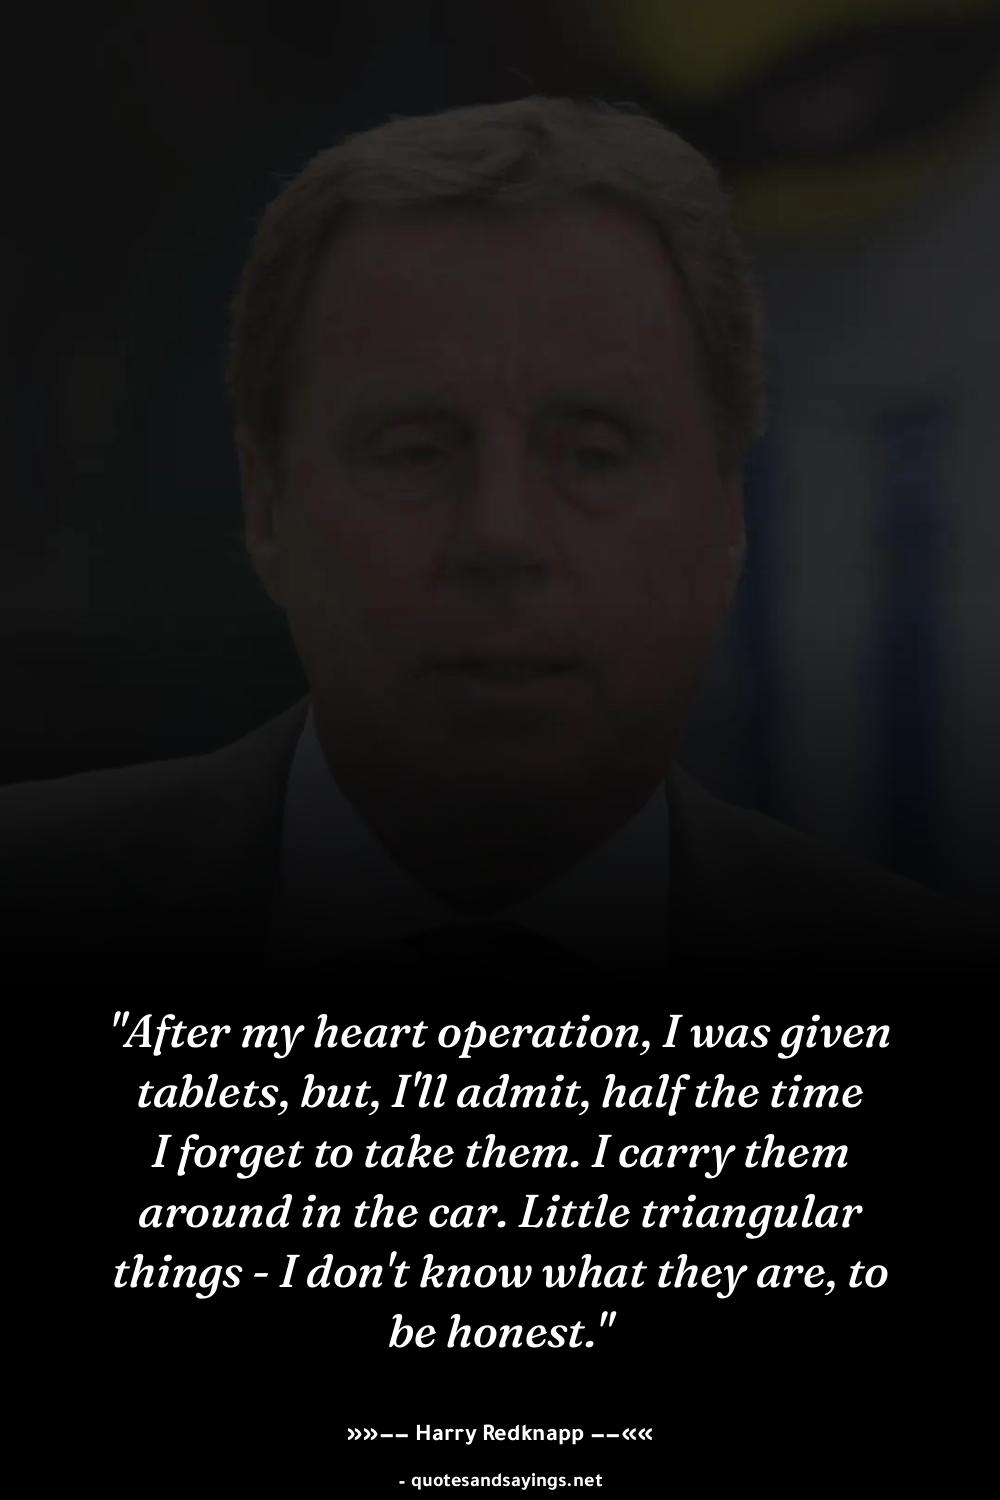 "After my heart operation, I was given
tablets, but, I'll admit, half the time
I forget to take them. I carry them
around in the car. Little triangular
things - I don't know what they are, to
be honest."
»»−− Harry Redknapp −−««
- quotesandsayings.net